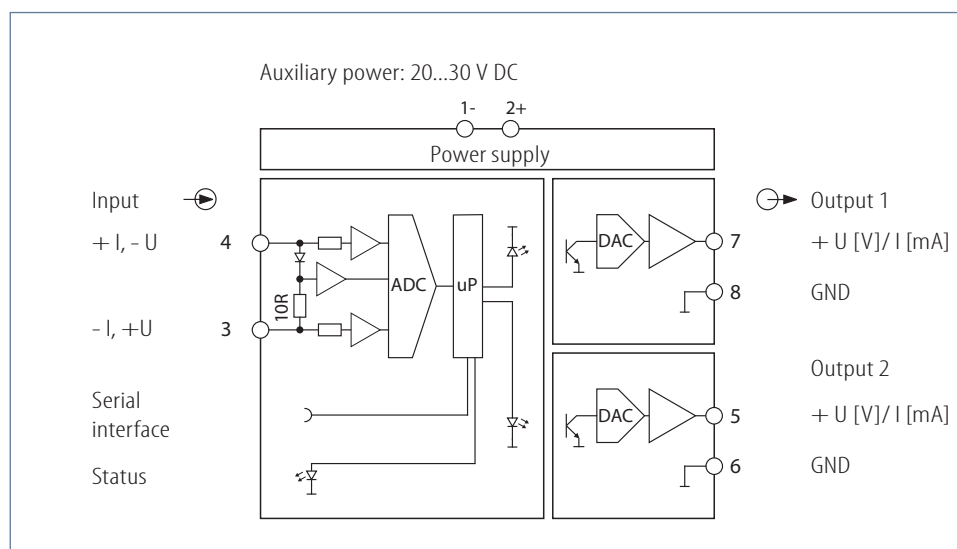 Auxiliary power: 20...30 V DC
1- 2+
Power supply
Input
Output 1
+ I, - U 4
ADC
uP
DAC
7 + U [V]/ I [mA]
10R
8 GND
- I, +U 3
Output 2
Serial
interface
DAC
5 + U [V]/ I [mA]
Status
6 GND